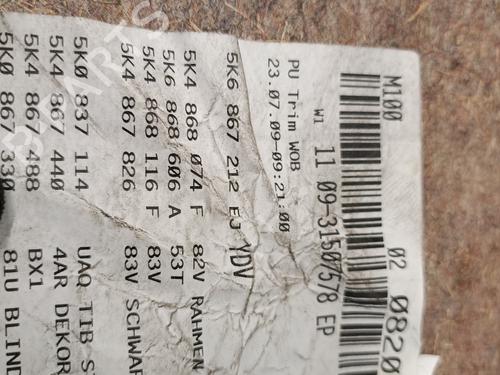 M100 02 0820
W1 11 09-31507578 EP
PU Trim WOB
23.07.09-09:21:00
5K6 867 212 EJ YDV
5K4 868 074 F 82V RAHMEN
5K6 868 606 A 53T
5K4 868 116 F 83V
5K4 867 826 83V SCHWAR
5K0 837 114 UAQ TIB S
5K4 867 440 4AR DEKOR
5K4 867 488 BX1
5K0 867 330 81U BLIND